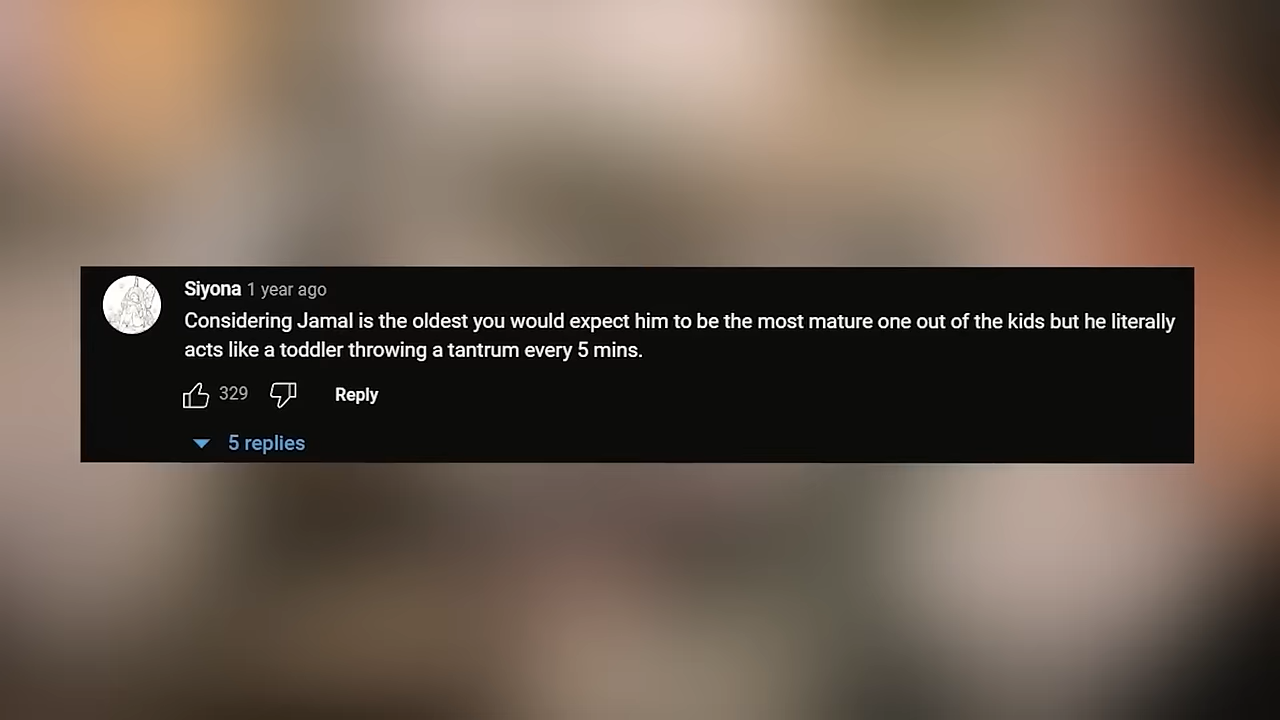 Siyona 1 year ago
Considering Jamal is the oldest you would expect him to be the most mature one out of the kids but he literally
acts like a toddler throwing a tantrum every 5 mins.
329 Reply
5 replies